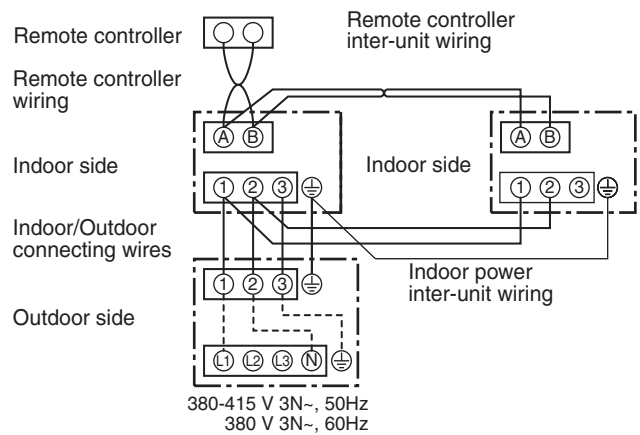 Remote controller
Remote controller
inter-unit wiring
Remote controller
wiring
A B
A B
Indoor side
Indoor side
1 2 3
1 2 3
Indoor/Outdoor
connecting wires
Indoor power
inter-unit wiring
1 2 3
Outdoor side
L1 L2 L3 N
380-415 V 3N~, 50Hz
380 V 3N~, 60Hz